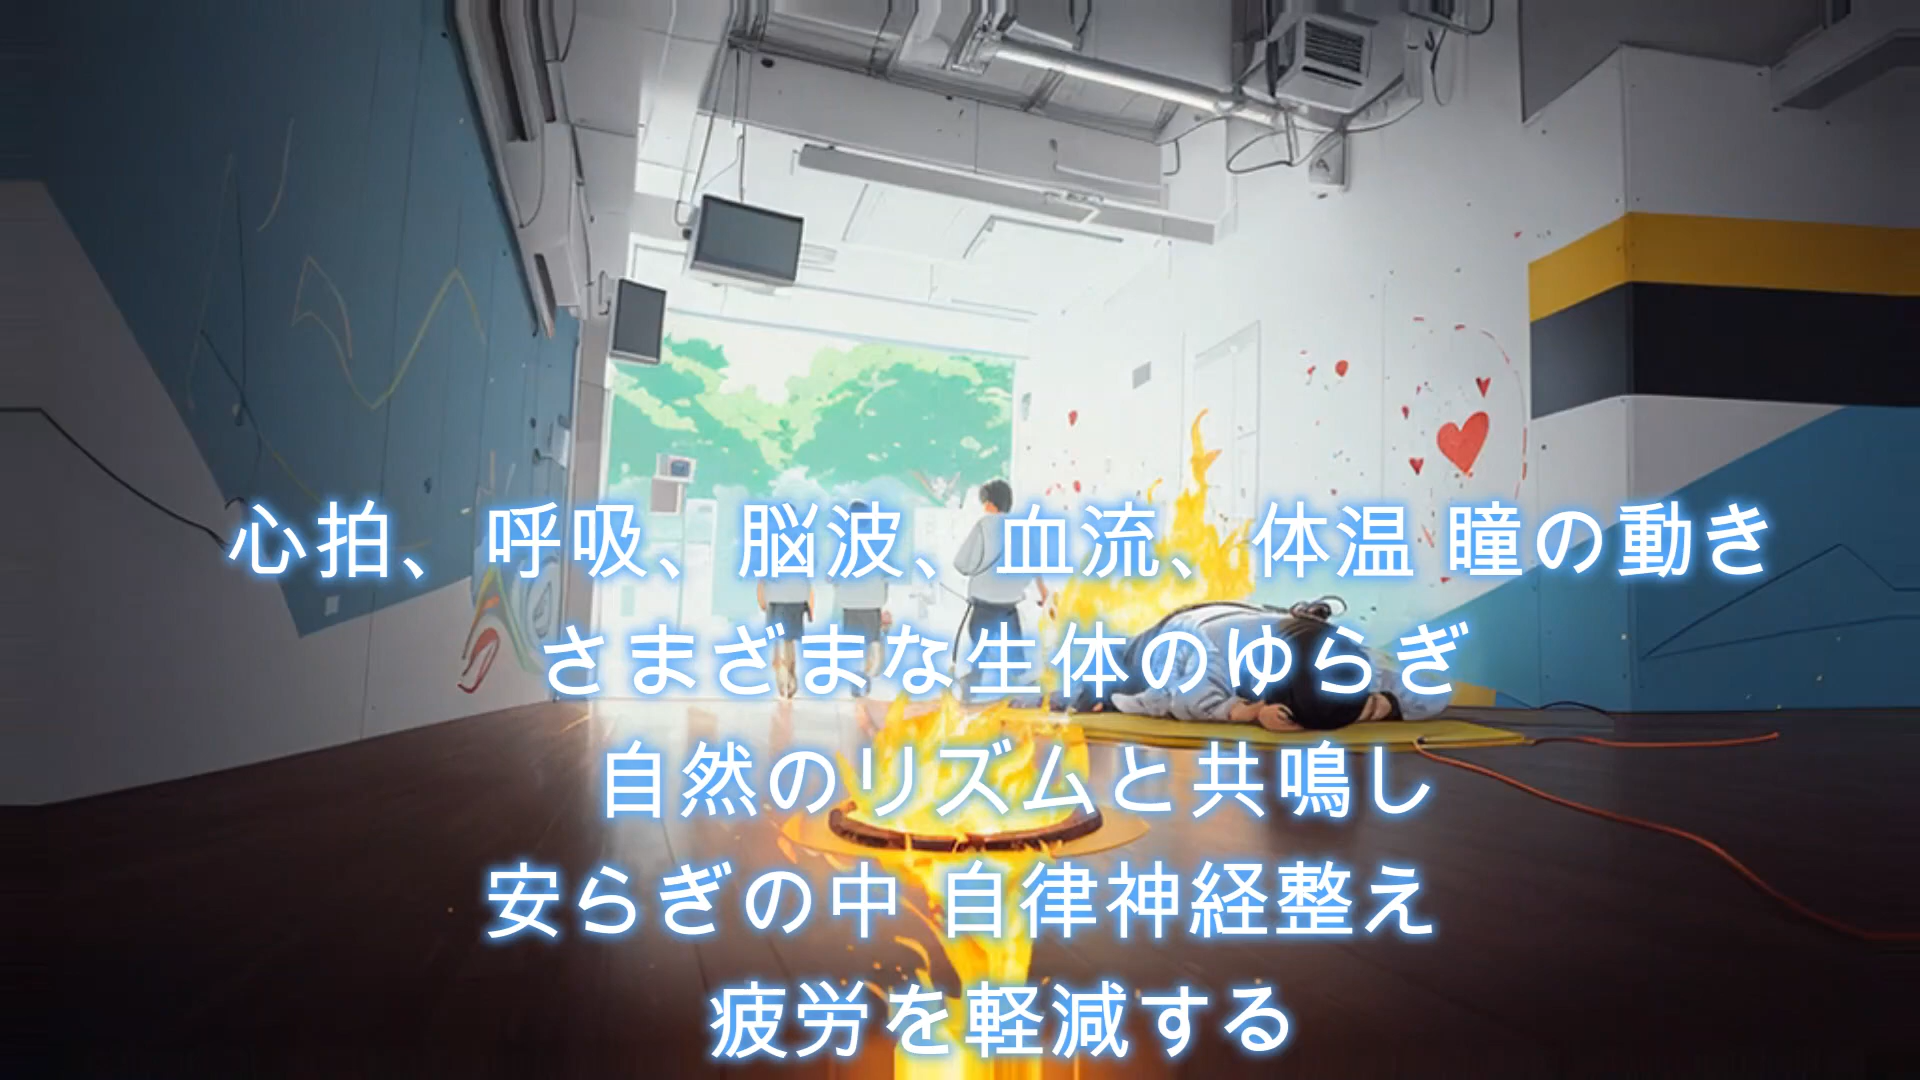 心拍、呼吸、脳波、血流、体温 瞳の動き
さまざまな生体のゆらぎ
自然のリズムと共鳴し
安らぎの中 自律神経整え
疲労を軽減する